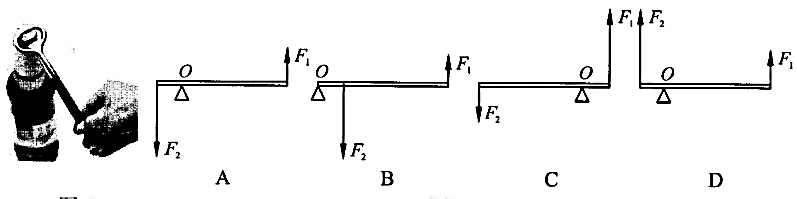 O F₁ F₂ A
O F₁ F₂ B
O F₁ F₂ C
F₂ O F₁ D